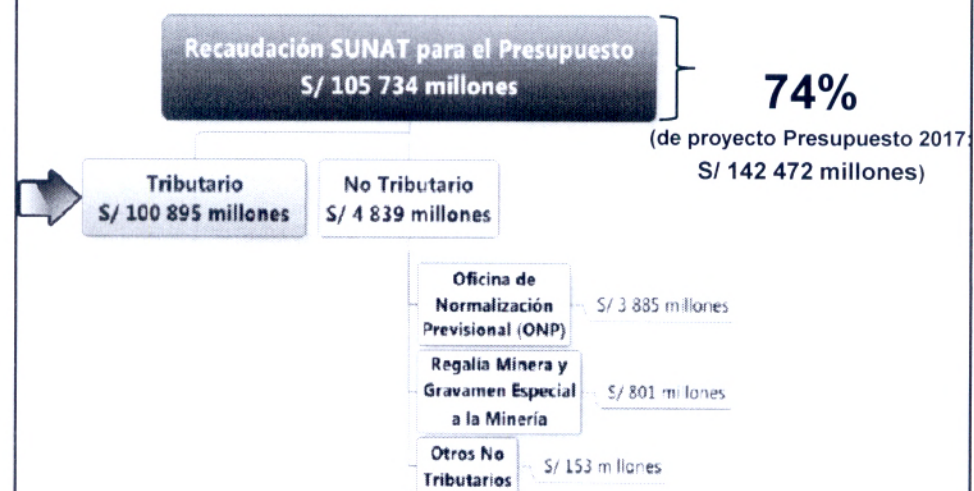 Recaudación SUNAT para el Presupuesto
S/ 105 734 millones
74%
(de proyecto Presupuesto 2017:
S/ 142 472 millones)
Tributario
S/ 100 895 millones
No Tributario
S/ 4 839 millones
Oficina de
Normalización
Previsional (ONP)
S/ 3 885 millones
Regalía Minera y
Gravamen Especial
a la Minería
S/ 801 millones
Otros No
Tributarios
S/ 153 millones